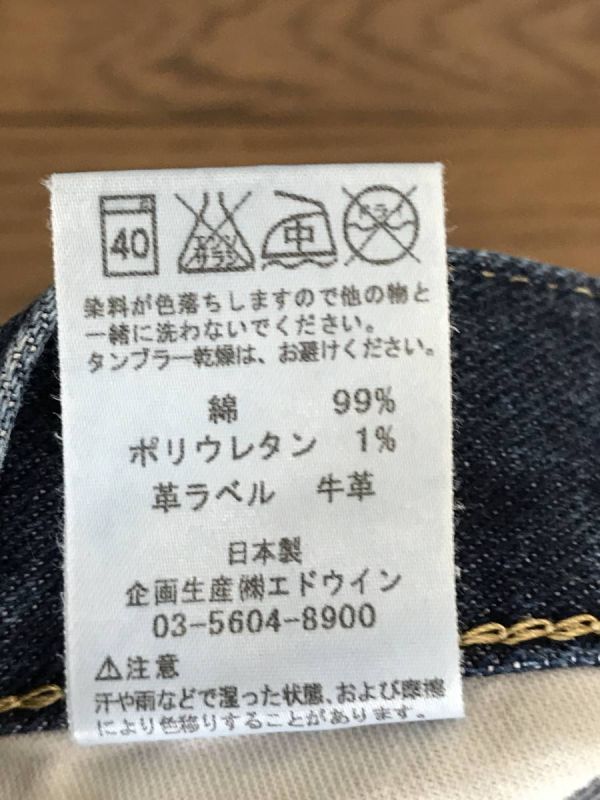 40 エンソサラシ 中 ドライ
染料が色落ちしますので他の物と
一緒に洗わないでください。
タンブラー乾燥は、お避けください。
綿 99%
ポリウレタン 1%
革ラベル 牛革
日本製
企画生産㈱エドウイン
03-5604-8900
⚠注意
汗や雨などで湿った状態、および摩擦
により色移りすることがあります。